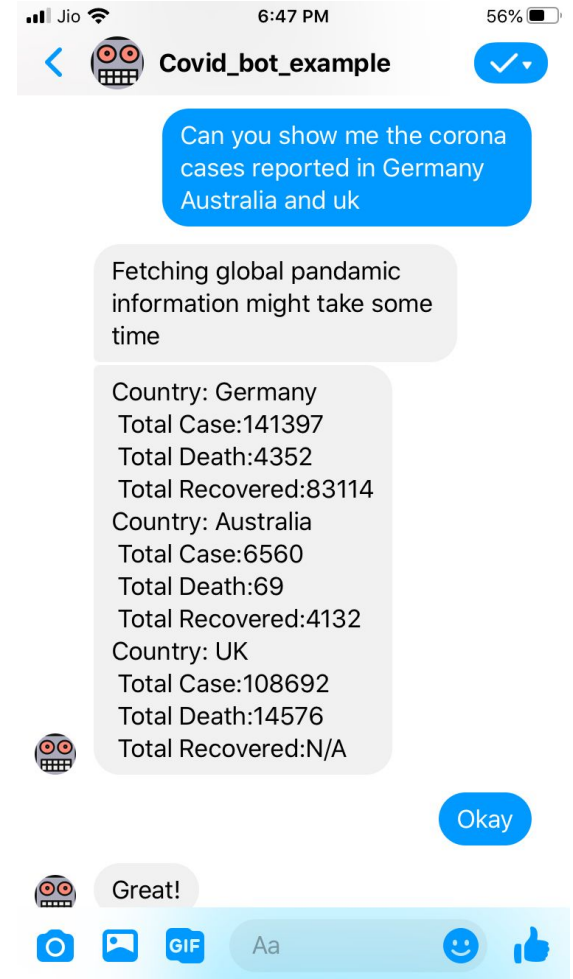 Jio 6:47 PM 56%
Covid_bot_example
Can you show me the corona
cases reported in Germany
Australia and uk
Fetching global pandamic
information might take some
time
Country: Germany
Total Case:141397
Total Death:4352
Total Recovered:83114
Country: Australia
Total Case:6560
Total Death:69
Total Recovered:4132
Country: UK
Total Case:108692
Total Death:14576
Total Recovered:N/A
Okay
Great!
GIF Aa